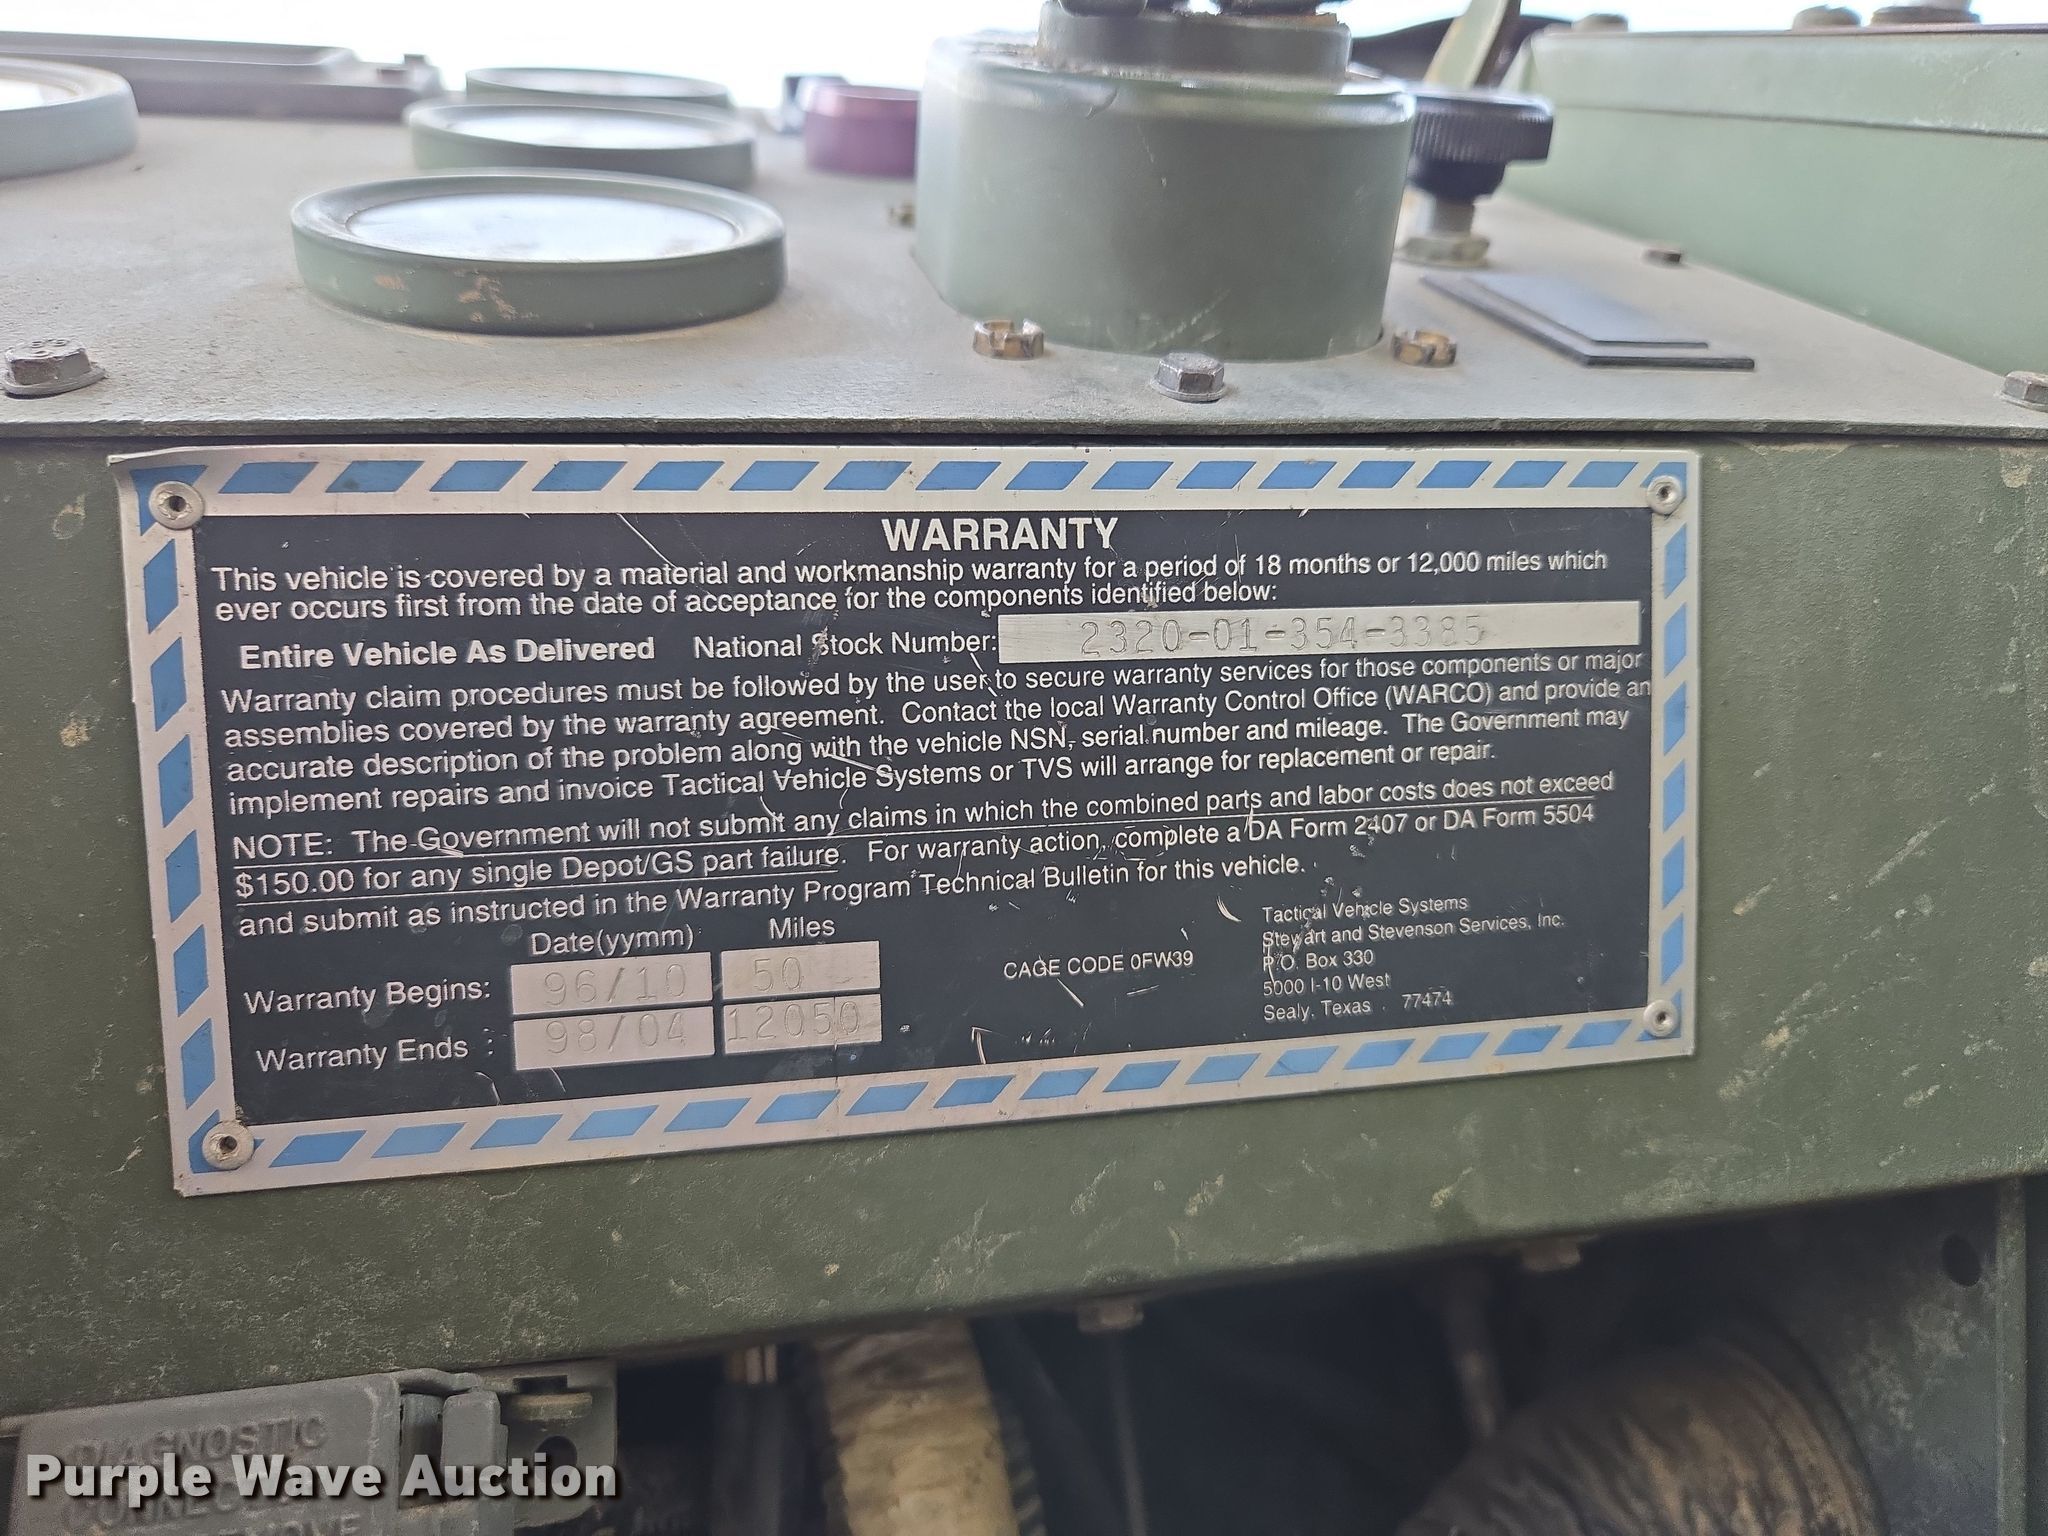 WARRANTY
This vehicle is covered by a material and workmanship warranty for a period of 18 months or 12,000 miles which
ever occurs first from the date of acceptance for the components identified below:
Entire Vehicle As Delivered National Stock Number: 2320-01-354-3385
Warranty claim procedures must be followed by the user to secure warranty services for those components or major
assemblies covered by the warranty agreement. Contact the local Warranty Control Office (WARCO) and provide an
accurate description of the problem along with the vehicle NSN, serial number and mileage. The Government may
implement repairs and invoice Tactical Vehicle Systems or TVS will arrange for replacement or repair.
NOTE: The Government will not submit any claims in which the combined parts and labor costs does not exceed
$150.00 for any single Depot/GS part failure. For warranty action, complete a DA Form 2407 or DA Form 5504
and submit as instructed in the Warranty Program Technical Bulletin for this vehicle.
Date(yymm) Miles
Warranty Begins: 96/10 50
Warranty Ends : 98/04 12050
CAGE CODE 0FW39
Tactical Vehicle Systems
Stewart and Stevenson Services, Inc.
P.O. Box 330
5000 I-10 West
Sealy, Texas 77474
DIAGNOSTIC
Purple Wave Auction